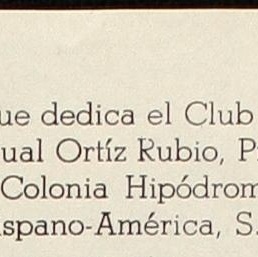 ue dedica el Club
ual Ortíz Rubio, P
Colonia Hipódrom
spano-América, S.